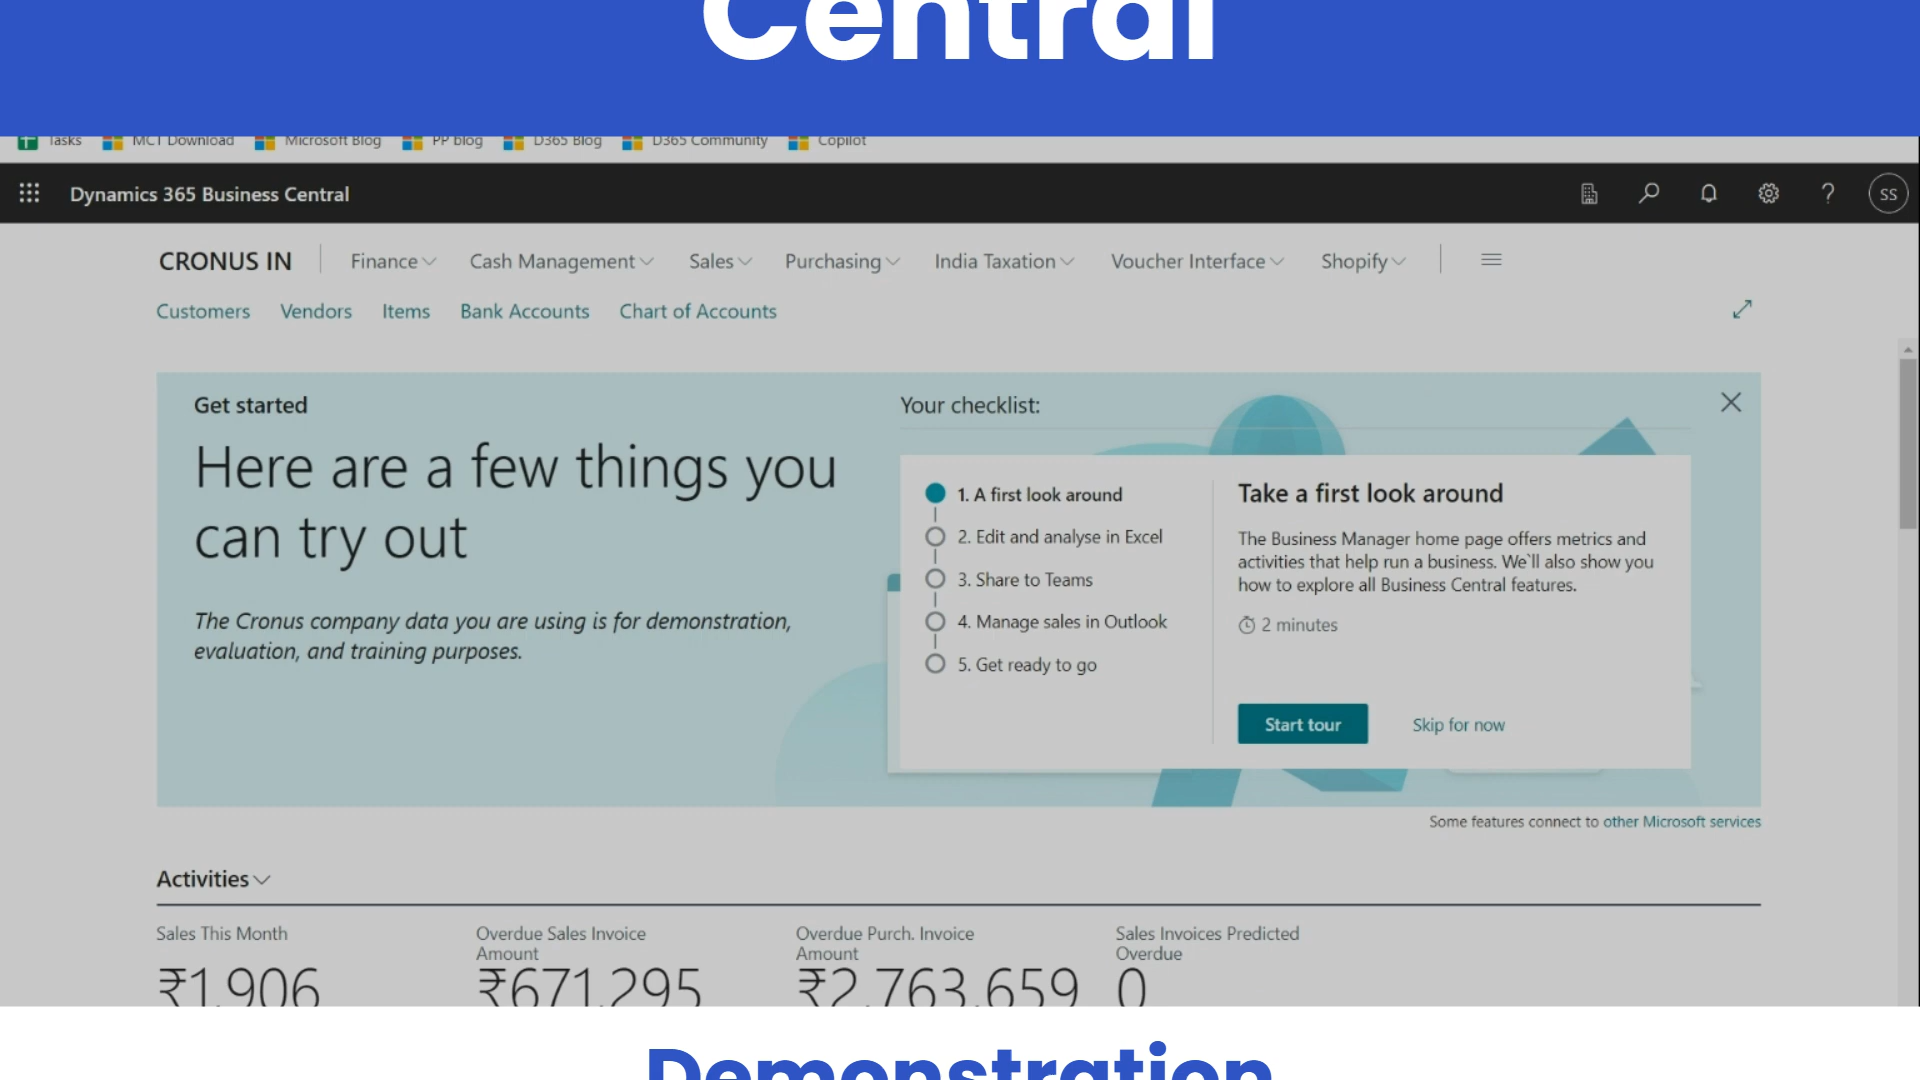 Central
Tasks MCT Download Microsoft Blog PP blog D365 Blog D365 Community Copilot
Dynamics 365 Business Central
? SS
CRONUS IN Finance Cash Management Sales Purchasing India Taxation Voucher Interface Shopify
Customers Vendors Items Bank Accounts Chart of Accounts
Get started
Here are a few things you
can try out
The Cronus company data you are using is for demonstration,
evaluation, and training purposes.
Your checklist:
1. A first look around
2. Edit and analyse in Excel
3. Share to Teams
4. Manage sales in Outlook
5. Get ready to go
Take a first look around
The Business Manager home page offers metrics and
activities that help run a business. We`ll also show you
how to explore all Business Central features.
2 minutes
Start tour Skip for now
Some features connect to other Microsoft services
Activities
Sales This Month
₹1,906
Overdue Sales Invoice
Amount
₹671,295
Overdue Purch. Invoice
Amount
₹2,763,659
Sales Invoices Predicted
Overdue
0
Demonstration